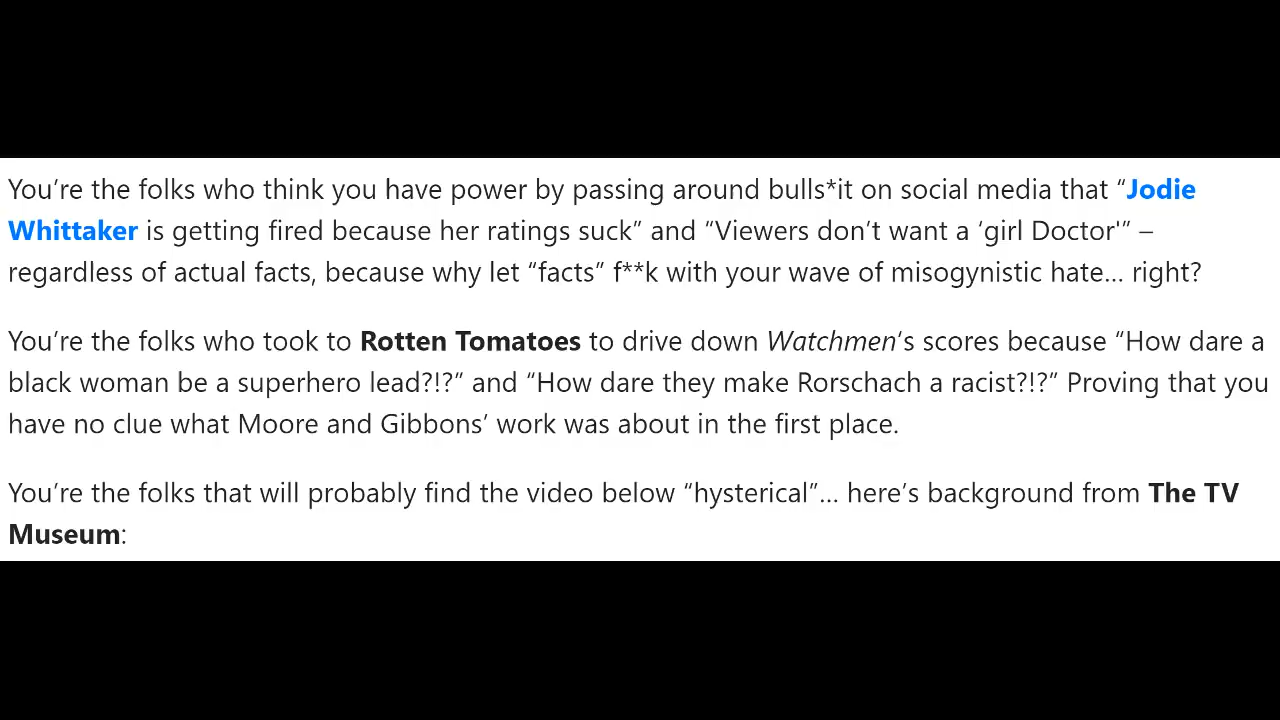 You’re the folks who think you have power by passing around bulls*it on social media that “Jodie
Whittaker is getting fired because her ratings suck” and “Viewers don’t want a ‘girl Doctor'” –
regardless of actual facts, because why let “facts” f**k with your wave of misogynistic hate… right?
You’re the folks who took to Rotten Tomatoes to drive down Watchmen‘s scores because “How dare a
black woman be a superhero lead?!?” and “How dare they make Rorschach a racist?!?” Proving that you
have no clue what Moore and Gibbons’ work was about in the first place.
You’re the folks that will probably find the video below “hysterical”… here’s background from The TV
Museum: